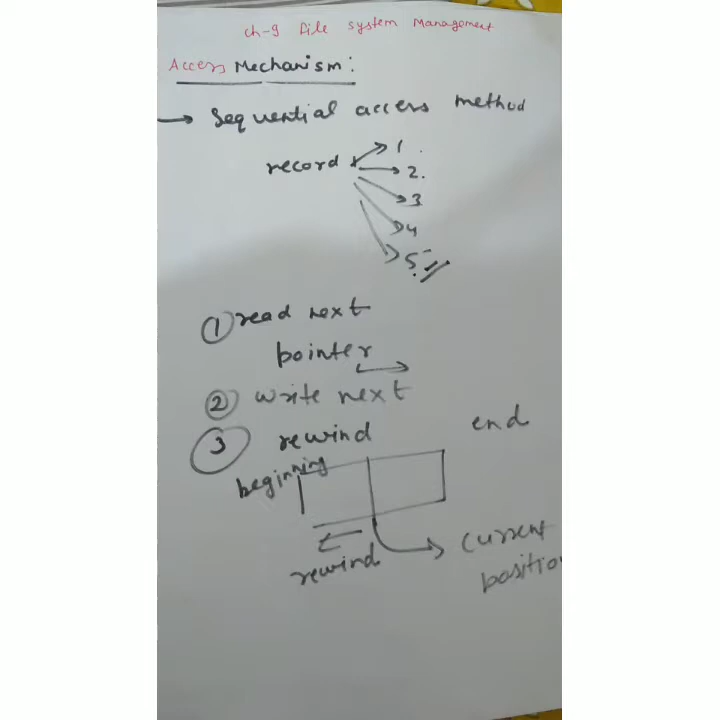 ch-9 File System Management
Access Mechanism:
→ Sequential access method
record
1
2.
3
4
5.
① read next
pointer
② write next
③ rewind
end
beginning
rewind
current
position